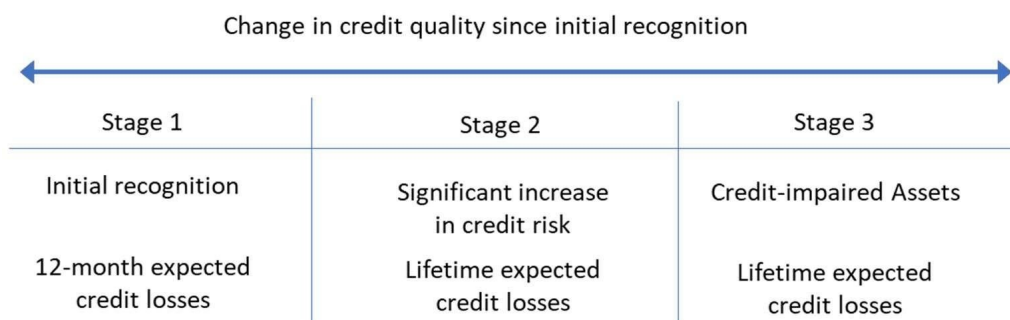 Change in credit quality since initial recognition
Stage 1
Stage 2
Stage 3
Initial recognition
Significant increase
in credit risk
Credit-impaired Assets
12-month expected
credit losses
Lifetime expected
credit losses
Lifetime expected
credit losses